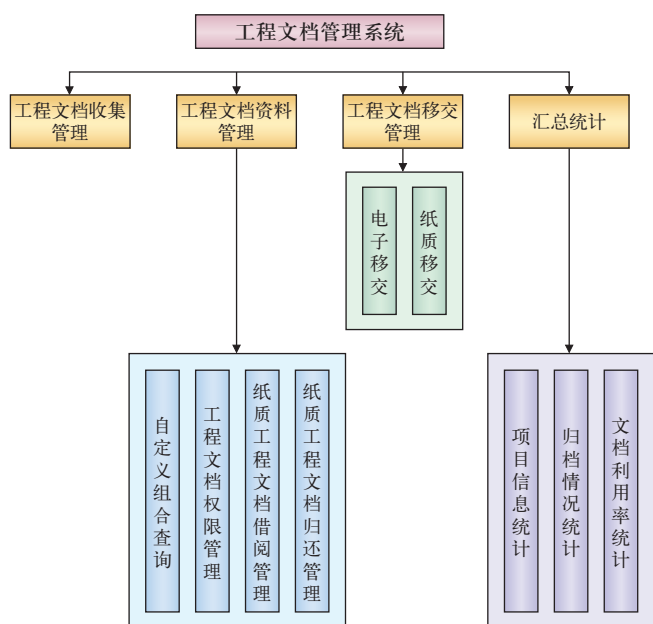 工程文档管理系统
工程文档收集
管理
工程文档资料
管理
工程文档移交
管理
汇总统计
电子移交
纸质移交
自定义组合查询
工程文档权限管理
纸质工程文档借阅管理
纸质工程文档归还管理
项目信息统计
归档情况统计
文档利用率统计